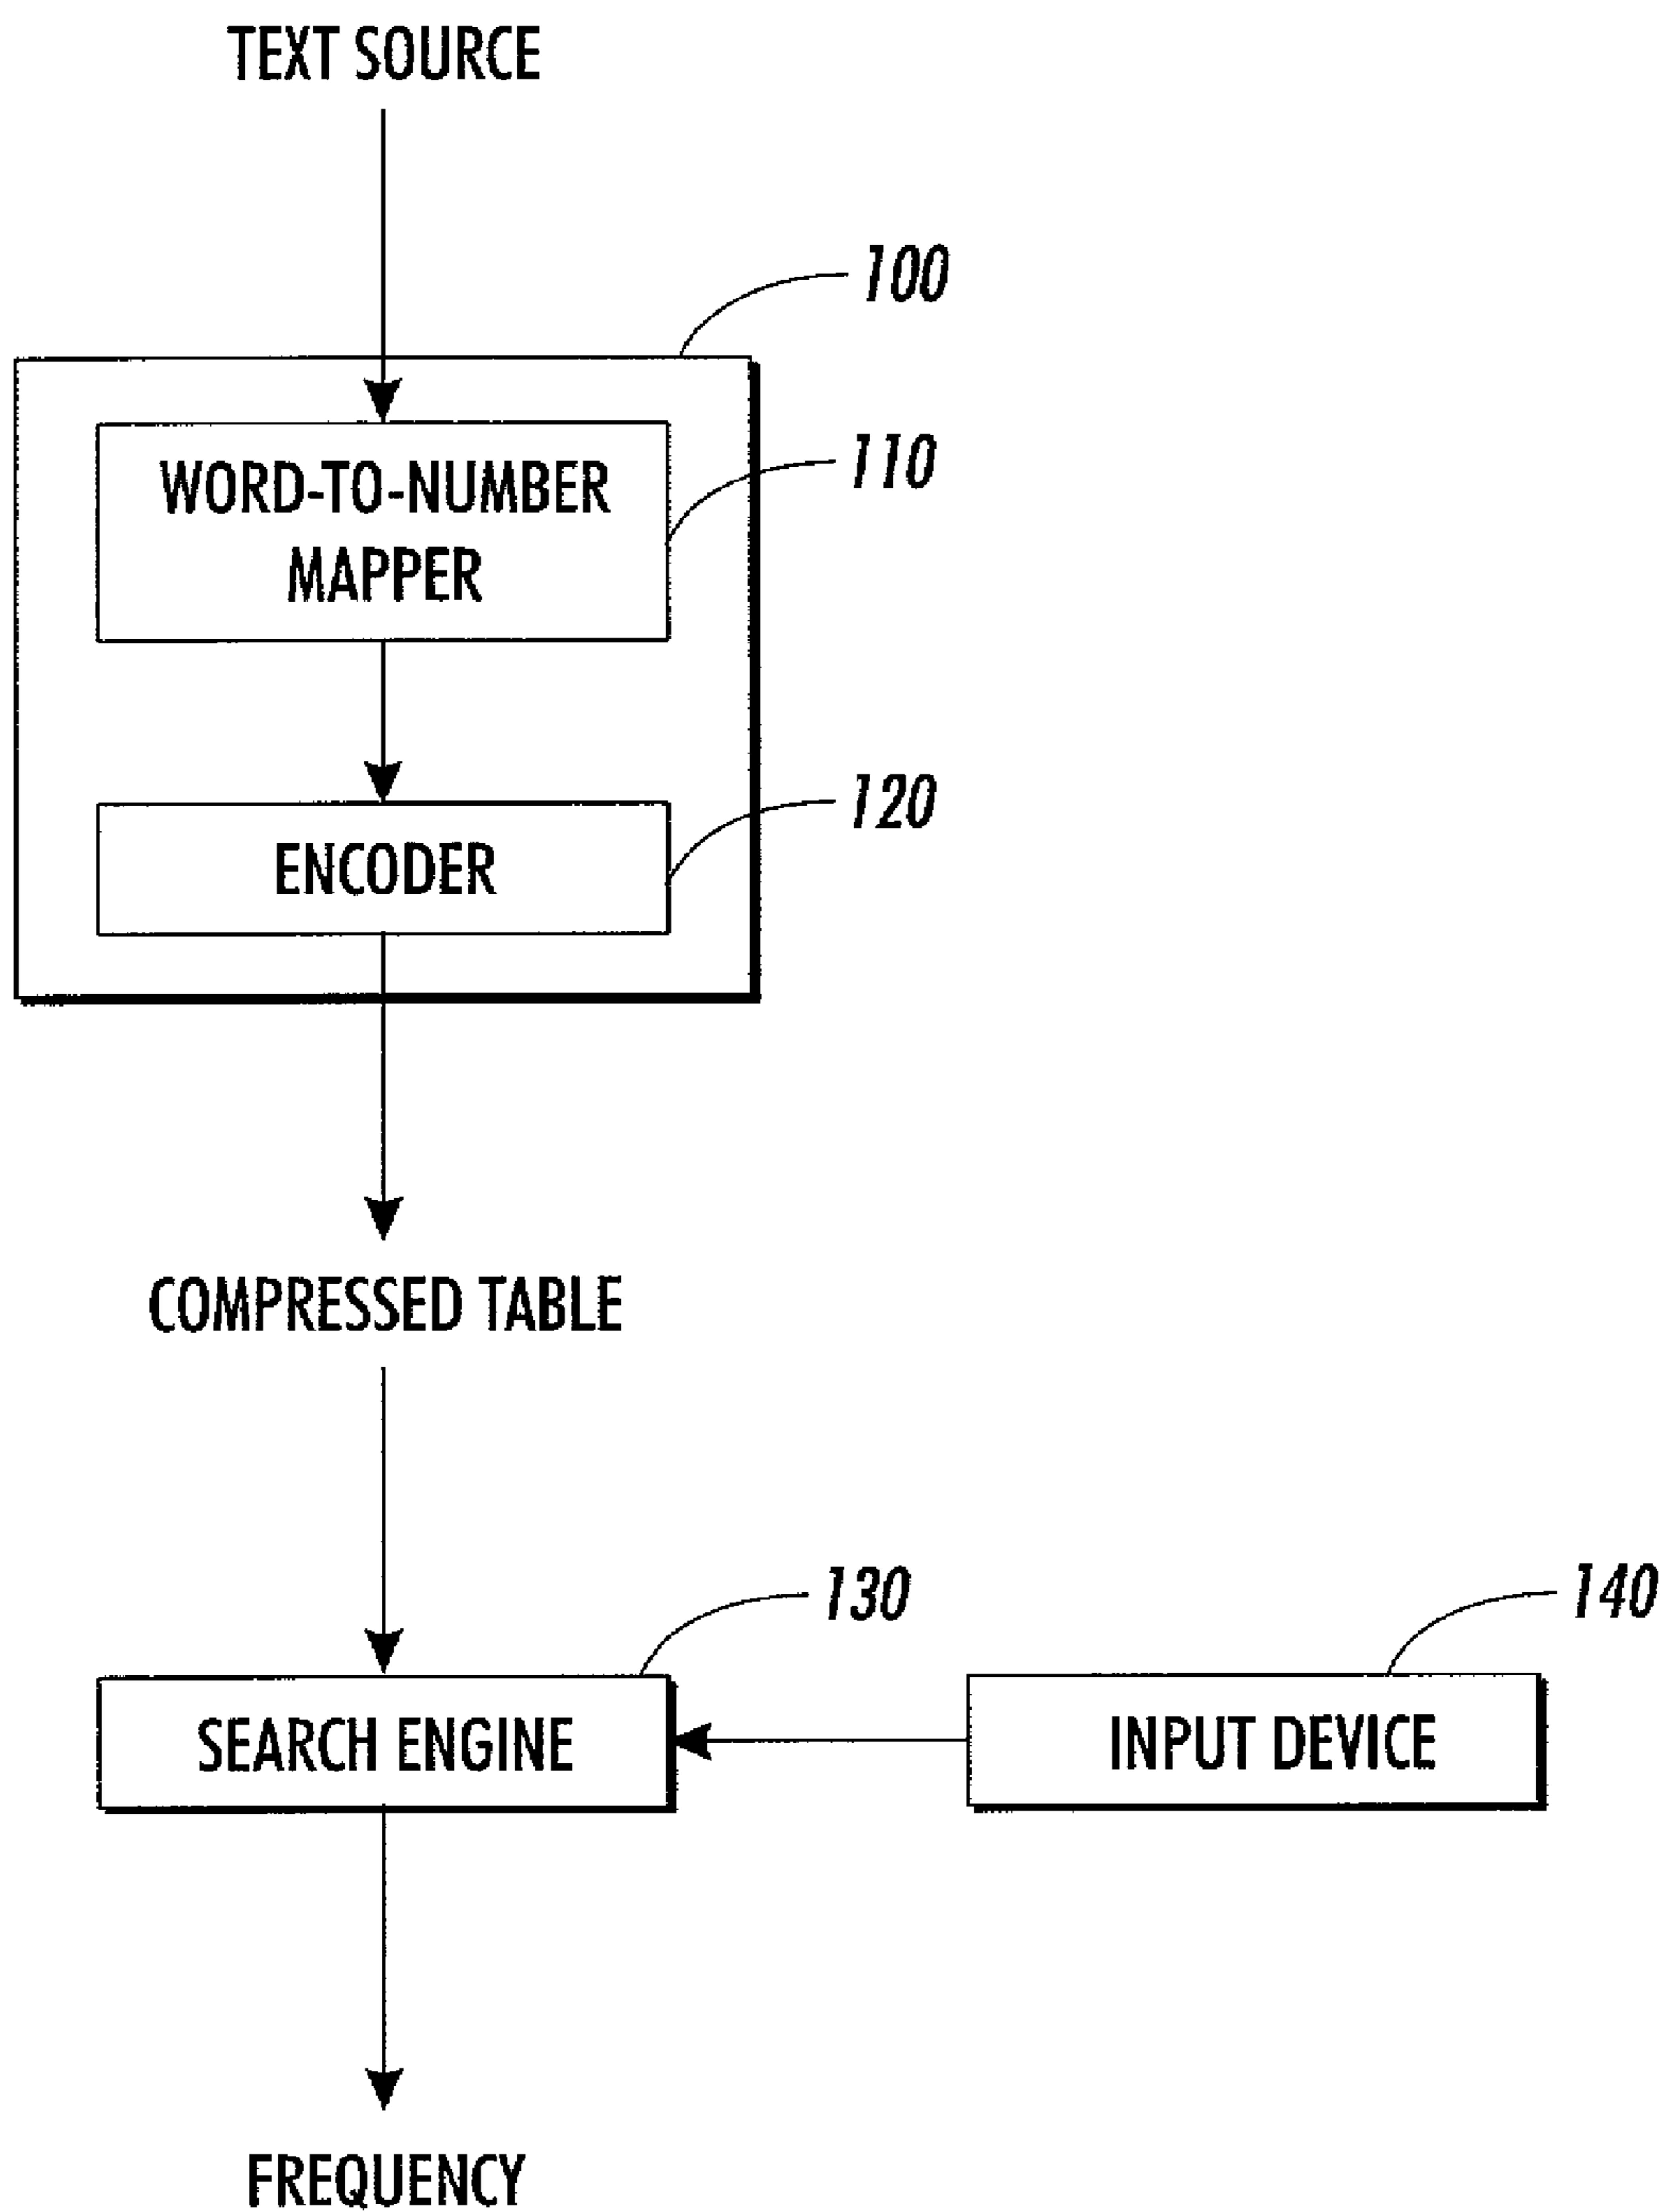 TEXT SOURCE
100
WORD-TO-NUMBER
MAPPER
110
120
ENCODER
COMPRESSED TABLE
130
140
SEARCH ENGINE
INPUT DEVICE
FREQUENCY